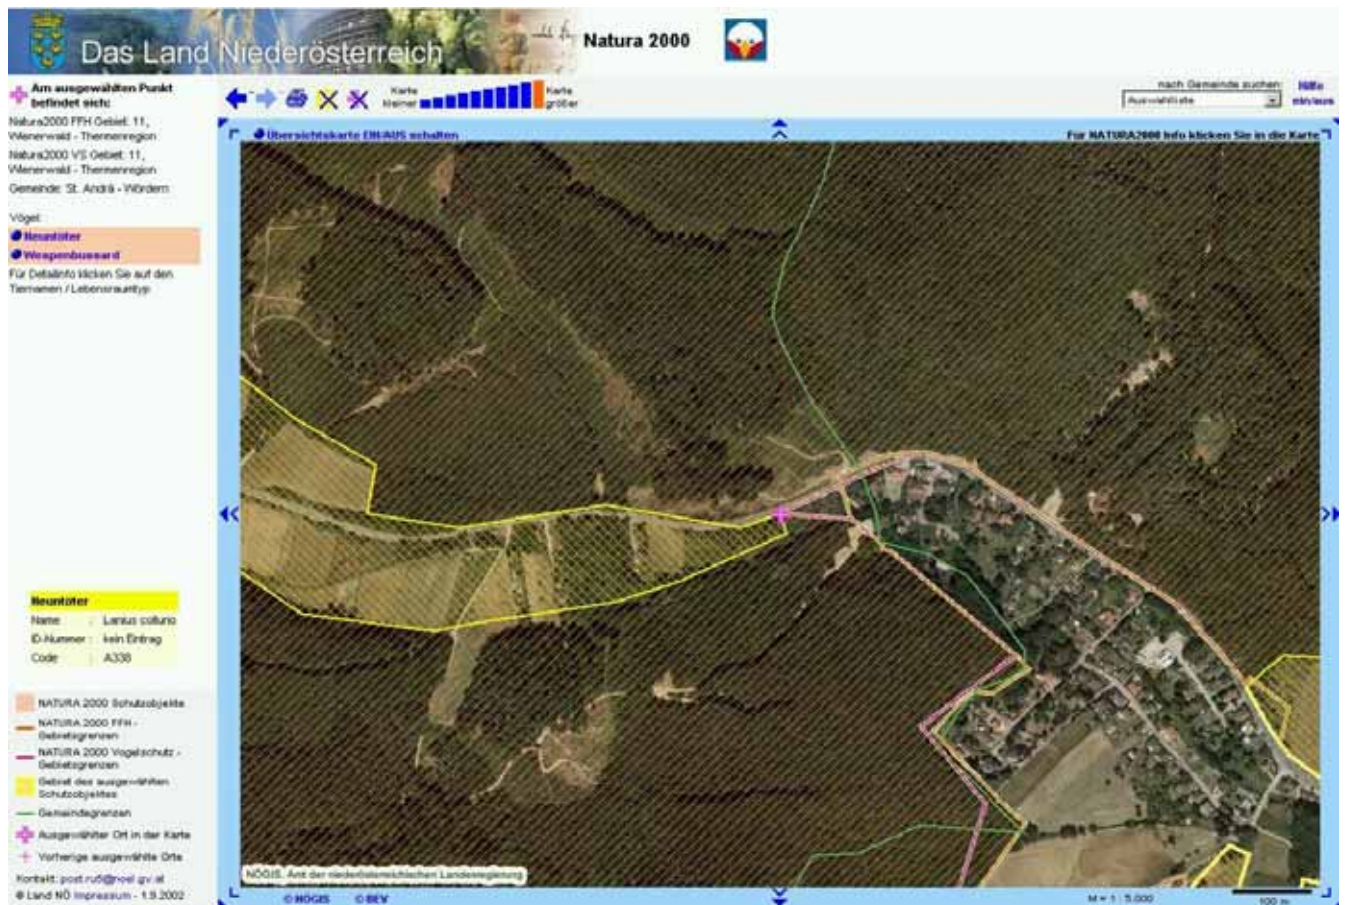 Das Land Niederösterreich
Natura 2000
Am ausgewählten Punkt
befindet sich:
Natura2000 FFH Gebiet: 11,
Wienerwald - Thermenregion
Natura2000 VS Gebiet: 11,
Wienerwald - Thermenregion
Gemeinde: St. Andrä - Wördern
Vögel:
Neuntöter
Wespenbussard
Für Detailinfo klicken Sie auf den
Tiernamen / Lebensraumtyp
Karte
kleiner
Karte
größer
nach Gemeinde suchen:
Auswahlliste
Hilfe
ein/aus
Übersichtskarte EIN/AUS schalten
Für NATURA2000 Info klicken Sie in die Karte
Neuntöter
Name : Lanius collurio
ID-Nummer : kein Eintrag
Code : A338
NATURA 2000 Schutzobjekte
NATURA 2000 FFH -
Gebietsgrenzen
NATURA 2000 Vogelschutz -
Gebietsgrenzen
Gebiet des ausgewählten
Schutzobjektes
Gemeindegrenzen
Ausgewählter Ort in der Karte
Vorherige ausgewählte Orte
Kontakt: post.ru5@noel.gv.at
© Land NÖ Impressum - 1.9.2002
NÖGIS, Amt der niederösterreichischen Landesregierung
© NÖGIS © BEV
M = 1 : 5.000
100 m